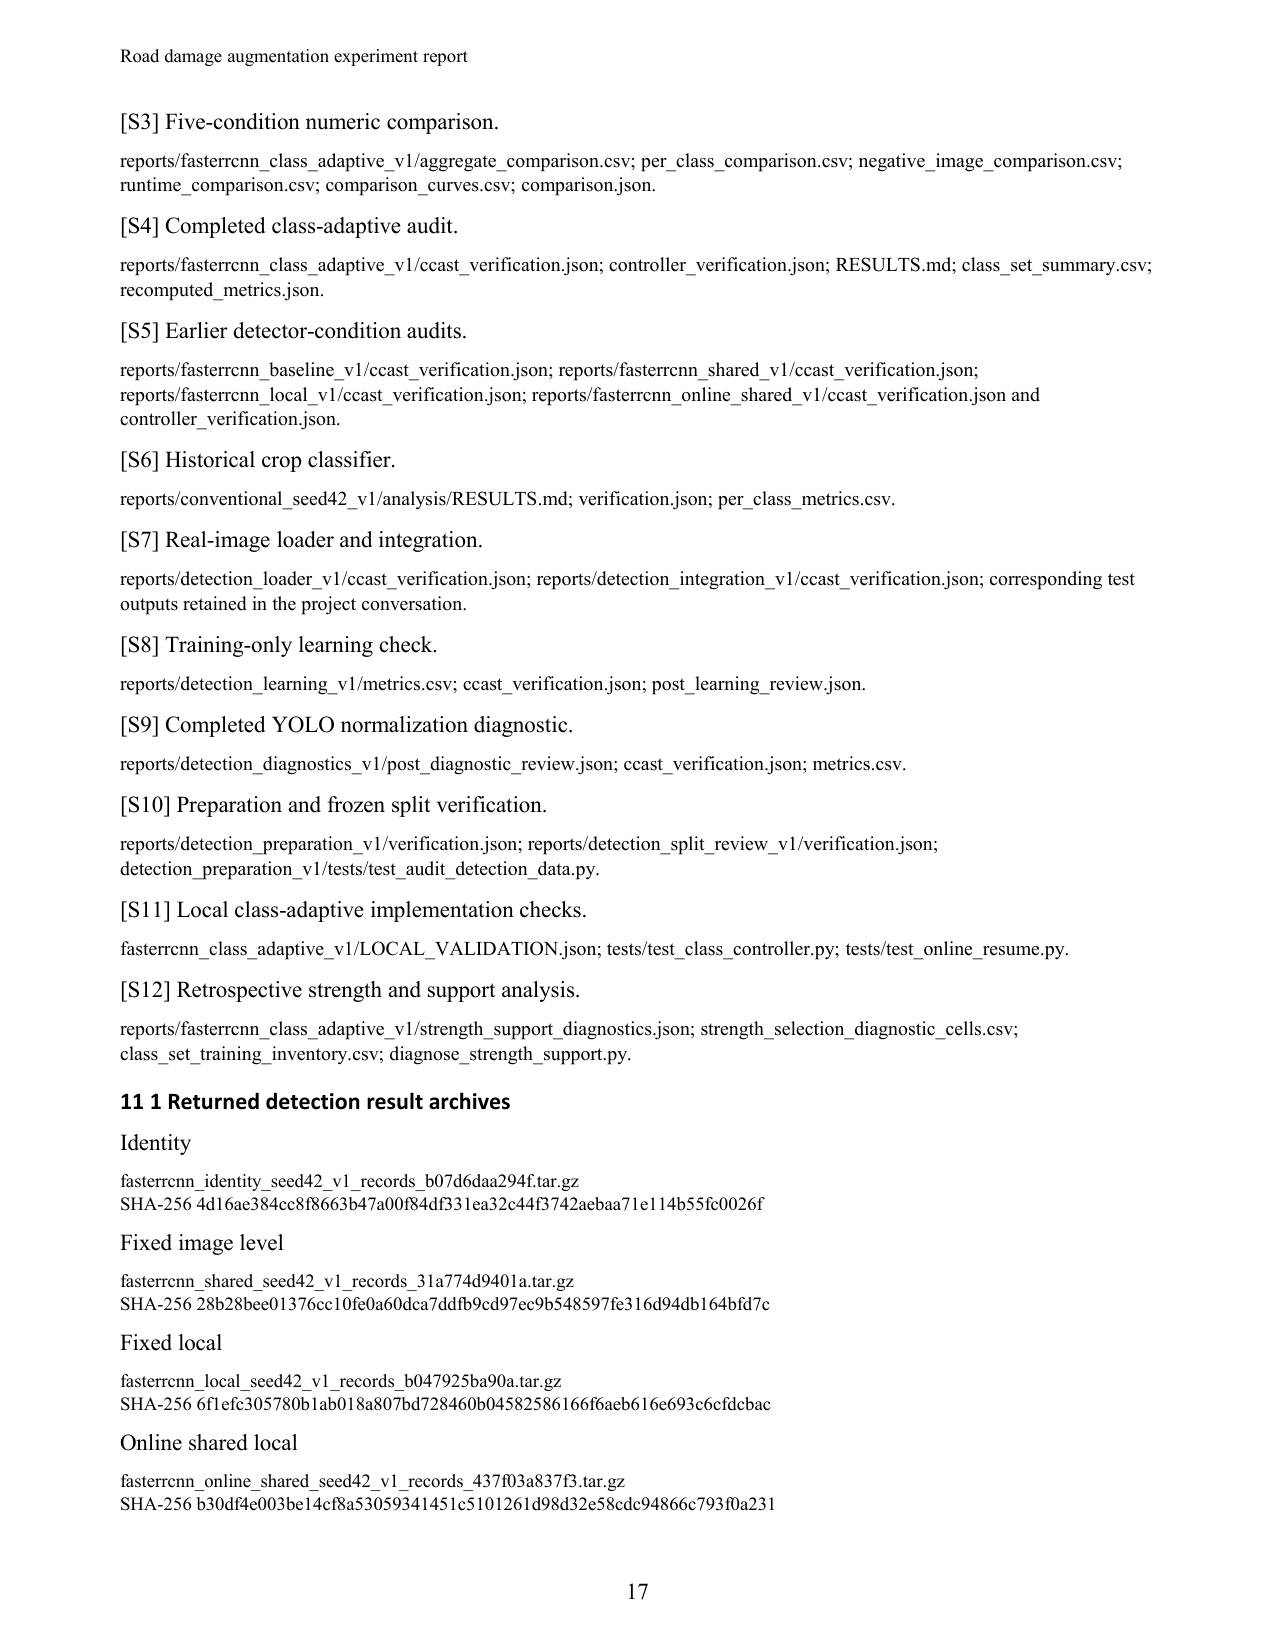 Road damage augmentation experiment report
[S3] Five-condition numeric comparison.
reports/fasterrcnn_class_adaptive_v1/aggregate_comparison.csv; per_class_comparison.csv; negative_image_comparison.csv;
runtime_comparison.csv; comparison_curves.csv; comparison.json.
[S4] Completed class-adaptive audit.
reports/fasterrcnn_class_adaptive_v1/ccast_verification.json; controller_verification.json; RESULTS.md; class_set_summary.csv;
recomputed_metrics.json.
[S5] Earlier detector-condition audits.
reports/fasterrcnn_baseline_v1/ccast_verification.json; reports/fasterrcnn_shared_v1/ccast_verification.json;
reports/fasterrcnn_local_v1/ccast_verification.json; reports/fasterrcnn_online_shared_v1/ccast_verification.json and
controller_verification.json.
[S6] Historical crop classifier.
reports/conventional_seed42_v1/analysis/RESULTS.md; verification.json; per_class_metrics.csv.
[S7] Real-image loader and integration.
reports/detection_loader_v1/ccast_verification.json; reports/detection_integration_v1/ccast_verification.json; corresponding test
outputs retained in the project conversation.
[S8] Training-only learning check.
reports/detection_learning_v1/metrics.csv; ccast_verification.json; post_learning_review.json.
[S9] Completed YOLO normalization diagnostic.
reports/detection_diagnostics_v1/post_diagnostic_review.json; ccast_verification.json; metrics.csv.
[S10] Preparation and frozen split verification.
reports/detection_preparation_v1/verification.json; reports/detection_split_review_v1/verification.json;
detection_preparation_v1/tests/test_audit_detection_data.py.
[S11] Local class-adaptive implementation checks.
fasterrcnn_class_adaptive_v1/LOCAL_VALIDATION.json; tests/test_class_controller.py; tests/test_online_resume.py.
[S12] Retrospective strength and support analysis.
reports/fasterrcnn_class_adaptive_v1/strength_support_diagnostics.json; strength_selection_diagnostic_cells.csv;
class_set_training_inventory.csv; diagnose_strength_support.py.
11 1 Returned detection result archives
Identity
fasterrcnn_identity_seed42_v1_records_b07d6daa294f.tar.gz
SHA-256 4d16ae384cc8f8663b47a00f84df331ea32c44f3742aebaa71e114b55fc0026f
Fixed image level
fasterrcnn_shared_seed42_v1_records_31a774d9401a.tar.gz
SHA-256 28b28bee01376cc10fe0a60dca7ddfb9cd97ec9b548597fe316d94db164bfd7c
Fixed local
fasterrcnn_local_seed42_v1_records_b047925ba90a.tar.gz
SHA-256 6f1efc305780b1ab018a807bd728460b04582586166f6aeb616e693c6cfdcbac
Online shared local
fasterrcnn_online_shared_seed42_v1_records_437f03a837f3.tar.gz
SHA-256 b30df4e003be14cf8a53059341451c5101261d98d32e58cdc94866c793f0a231
17